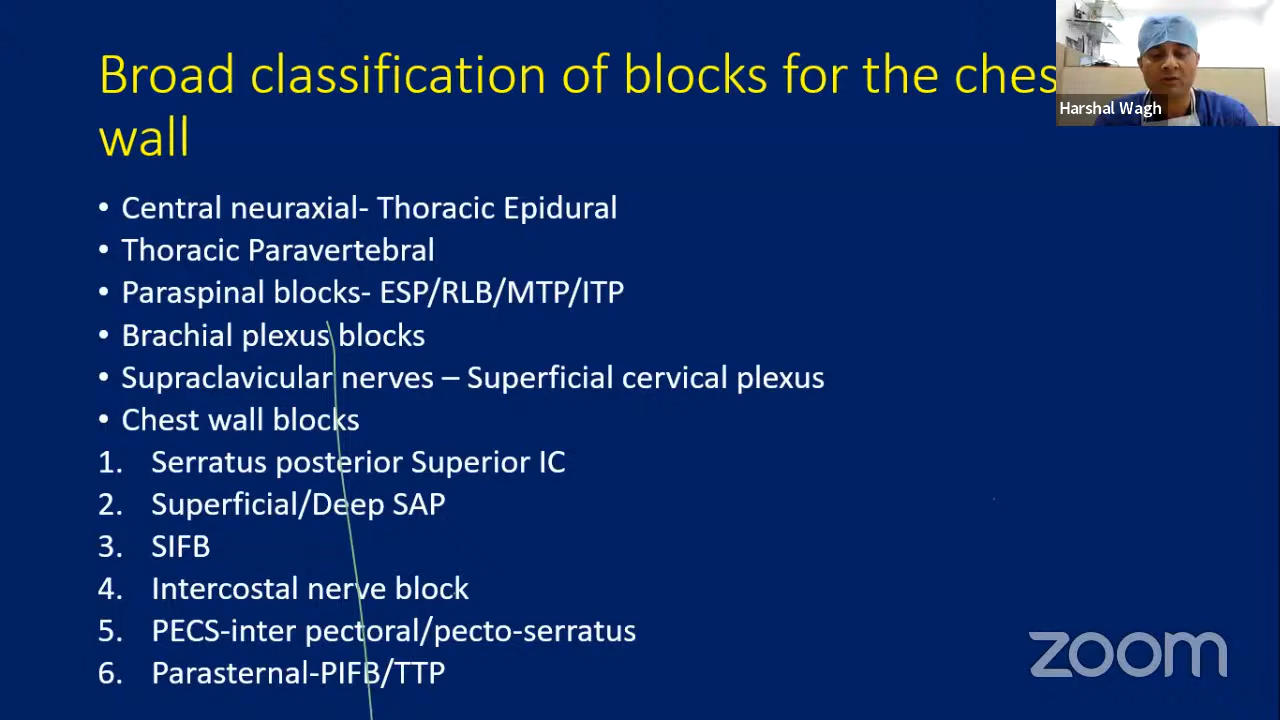 Broad classification of blocks for the ches
wall
• Central neuraxial- Thoracic Epidural
• Thoracic Paravertebral
• Paraspinal blocks- ESP/RLB/MTP/ITP
• Brachial plexus blocks
• Supraclavicular nerves – Superficial cervical plexus
• Chest wall blocks
1. Serratus posterior Superior IC
2. Superficial/Deep SAP
3. SIFB
4. Intercostal nerve block
5. PECS-inter pectoral/pecto-serratus
6. Parasternal-PIFB/TTP
Harshal Wagh
zoom